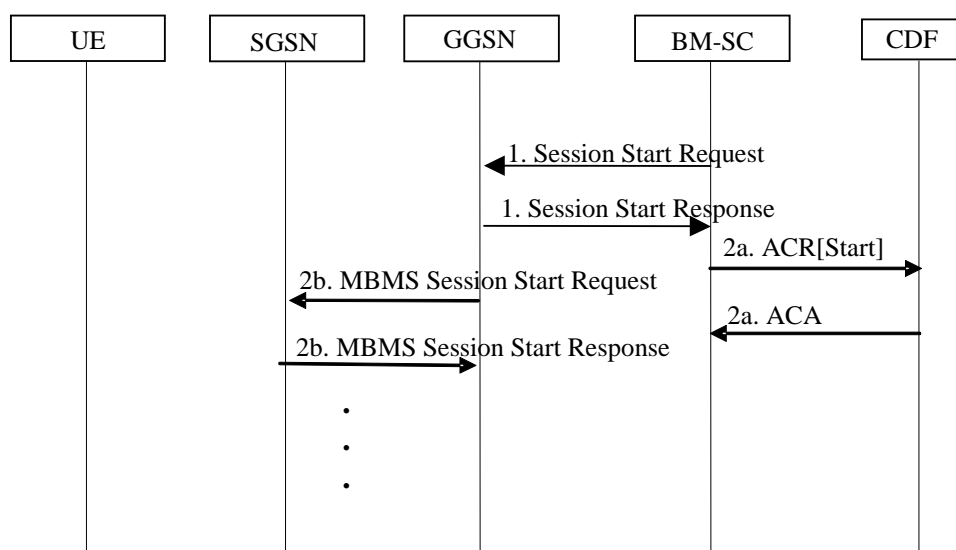 UE
SGSN
GGSN
BM-SC
CDF
1. Session Start Request
1. Session Start Response
2a. ACR[Start]
2b. MBMS Session Start Request
2a. ACA
2b. MBMS Session Start Response